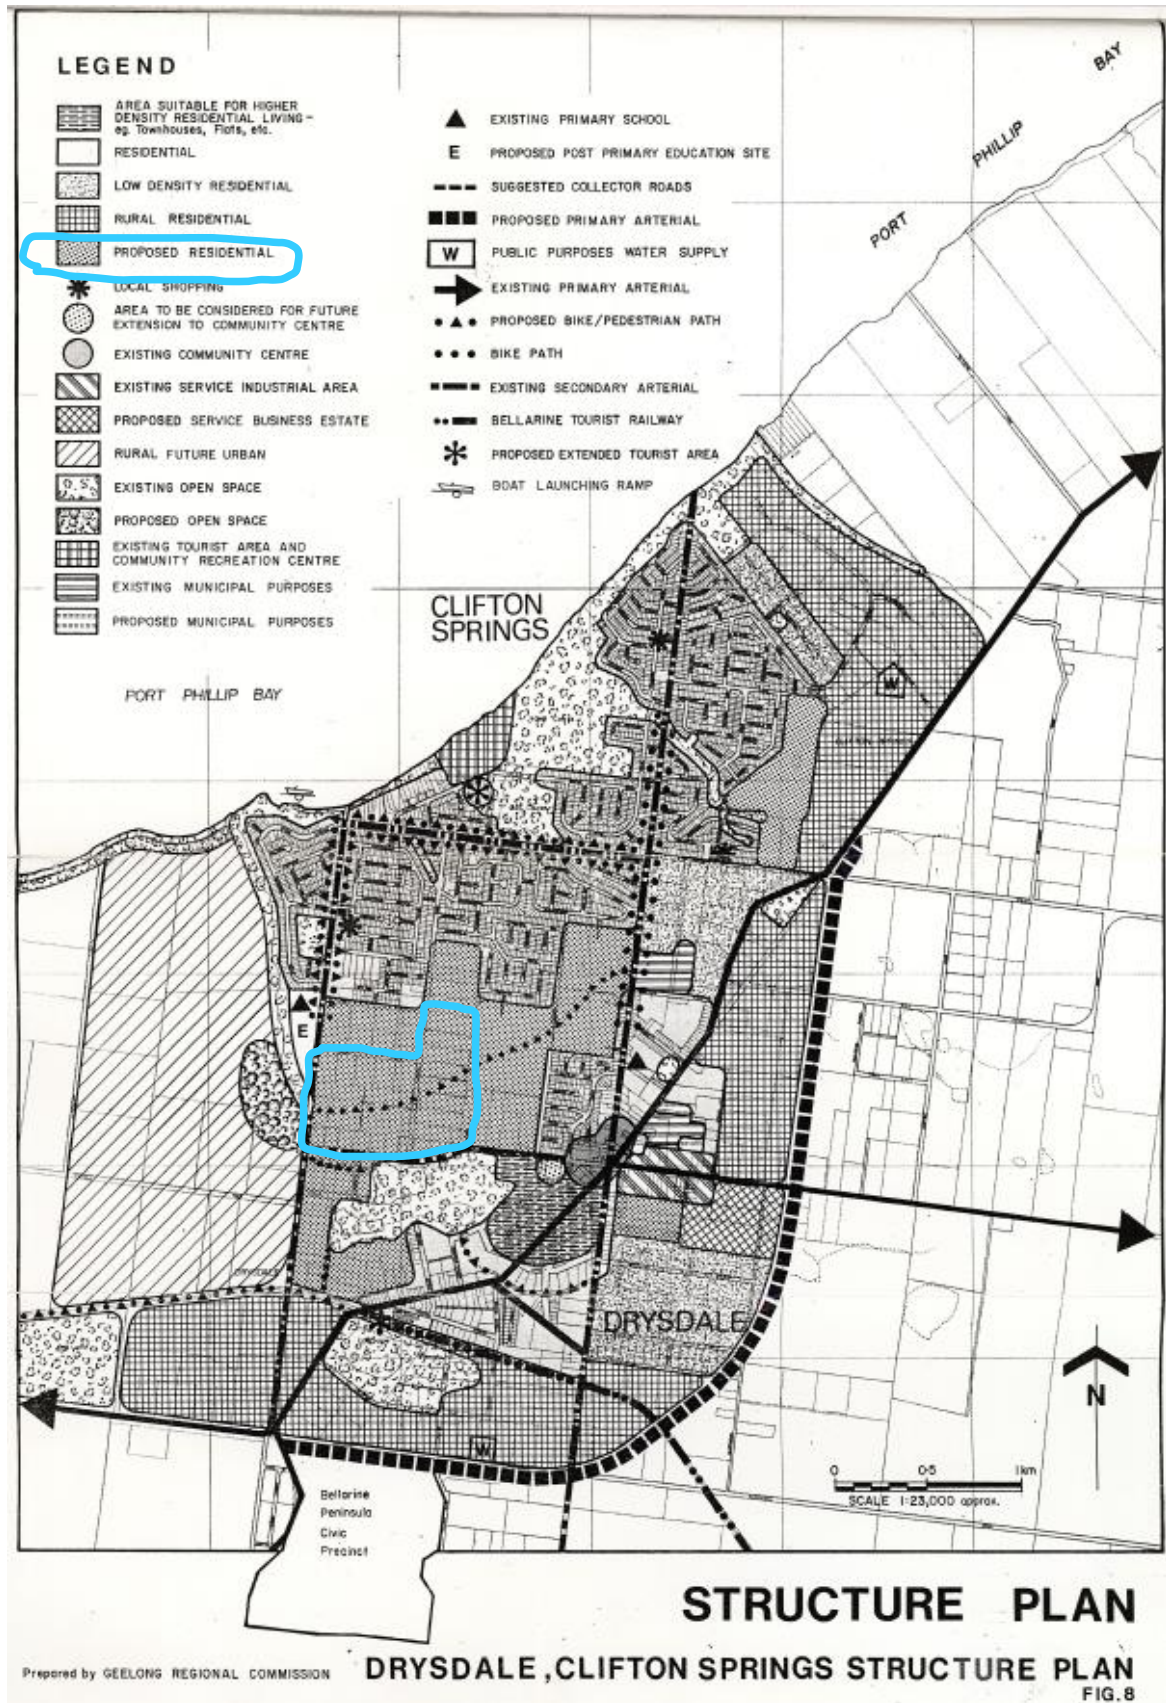 LEGEND
AREA SUITABLE FOR HIGHER
DENSITY RESIDENTIAL LIVING –
eg. Townhouses, Flats, etc.
RESIDENTIAL
LOW DENSITY RESIDENTIAL
RURAL RESIDENTIAL
PROPOSED RESIDENTIAL
LOCAL SHOPPING
AREA TO BE CONSIDERED FOR FUTURE
EXTENSION TO COMMUNITY CENTRE
EXISTING COMMUNITY CENTRE
EXISTING SERVICE INDUSTRIAL AREA
PROPOSED SERVICE BUSINESS ESTATE
RURAL FUTURE URBAN
EXISTING OPEN SPACE
PROPOSED OPEN SPACE
EXISTING TOURIST AREA AND
COMMUNITY RECREATION CENTRE
EXISTING MUNICIPAL PURPOSES
PROPOSED MUNICIPAL PURPOSES
EXISTING PRIMARY SCHOOL
E PROPOSED POST PRIMARY EDUCATION SITE
SUGGESTED COLLECTOR ROADS
PROPOSED PRIMARY ARTERIAL
W PUBLIC PURPOSES WATER SUPPLY
EXISTING PRIMARY ARTERIAL
PROPOSED BIKE/PEDESTRIAN PATH
BIKE PATH
EXISTING SECONDARY ARTERIAL
BELLARINE TOURIST RAILWAY
PROPOSED EXTENDED TOURIST AREA
BOAT LAUNCHING RAMP
PORT PHILLIP BAY
CLIFTON
SPRINGS
PORT PHILLIP BAY
W
E
DRYSDALE
DRYSDALE
W
N
0 0·5 1km
SCALE 1:23,000 approx.
Bellarine
Peninsula
Civic
Precinct
STRUCTURE PLAN
Prepared by GEELONG REGIONAL COMMISSION
DRYSDALE, CLIFTON SPRINGS STRUCTURE PLAN
FIG. 8